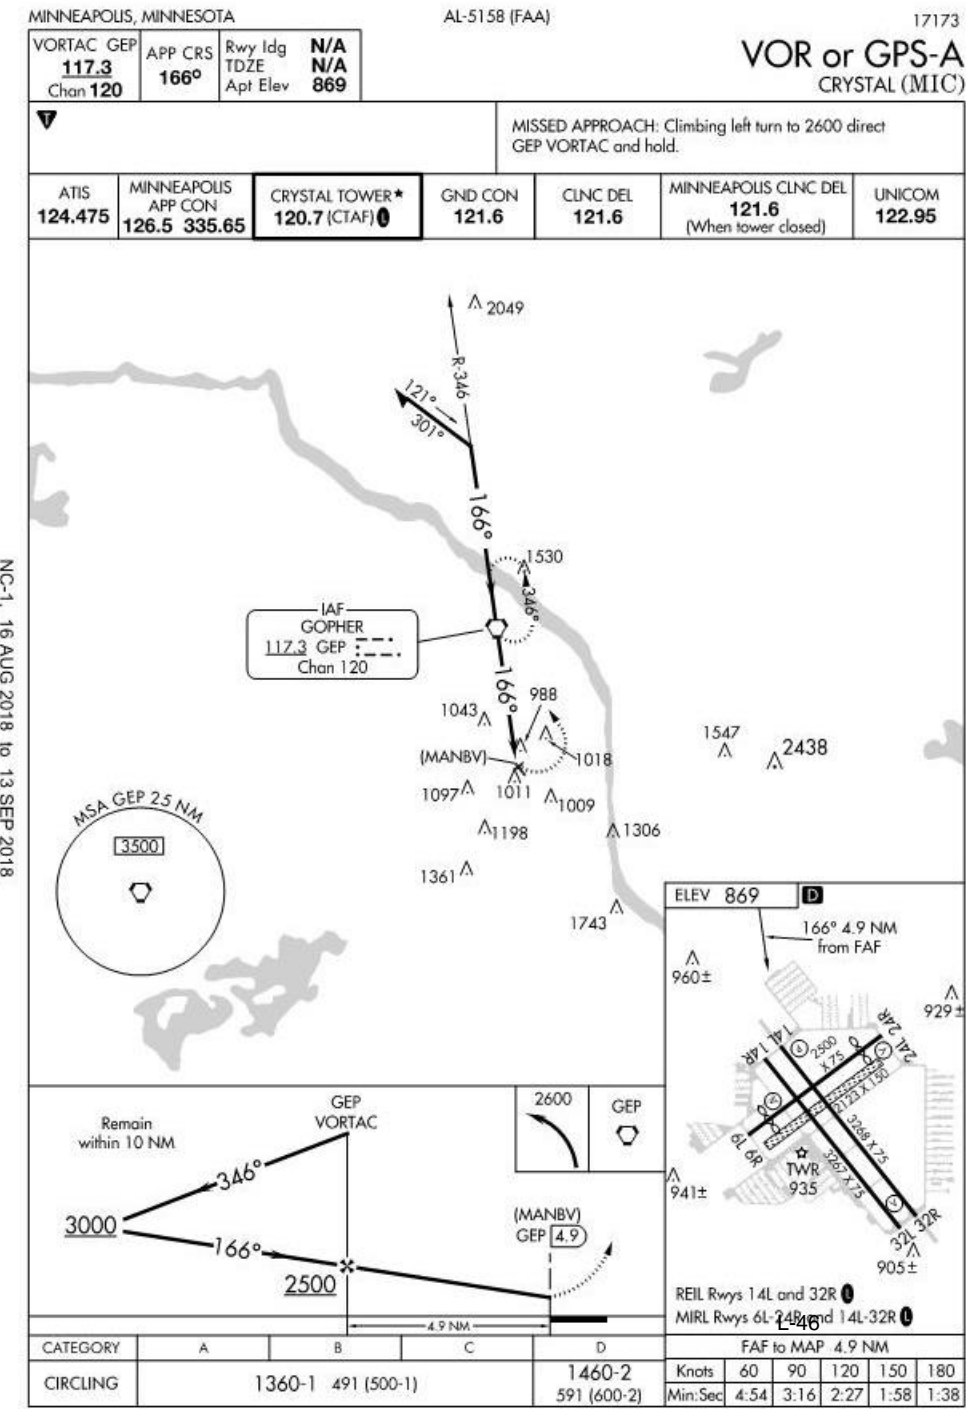 MINNEAPOLIS, MINNESOTA
AL-5158 (FAA)
17173
VORTAC GEP
117.3
Chan 120
APP CRS
166°
Rwy ldg N/A
TDZE N/A
Apt Elev 869
VOR or GPS-A
CRYSTAL (MIC)
T
MISSED APPROACH: Climbing left turn to 2600 direct
GEP VORTAC and hold.
ATIS
124.475
MINNEAPOLIS
APP CON
126.5 335.65
CRYSTAL TOWER★
120.7 (CTAF) L
GND CON
121.6
CLNC DEL
121.6
MINNEAPOLIS CLNC DEL
121.6
(When tower closed)
UNICOM
122.95
2049
R-346
121°
301°
166°
1530
346°
IAF
GOPHER
117.3 GEP
Chan 120
166°
988
1043
(MANBV)
1018
1547
2438
1097
1011
1009
1198
1306
1361
1743
MSA GEP 25 NM
3500
NC-1, 16 AUG 2018 to 13 SEP 2018
ELEV 869 D
166° 4.9 NM
from FAF
960±
929±
14L 14R
24L 24R
2500
X 75
2123 X 150
6L 6R
3268 X 75
3267 X 75
TWR
935
941±
32L 32R
905±
REIL Rwys 14L and 32R L
MIRL Rwys 6L-24R and 14L-32R L
L-46
Remain
within 10 NM
GEP
VORTAC
2600
GEP
346°
3000
166°
2500
(MANBV)
GEP 4.9
4.9 NM
CATEGORY A B C D
CIRCLING 1360-1 491 (500-1) 1460-2
591 (600-2)
FAF to MAP 4.9 NM
Knots 60 90 120 150 180
Min:Sec 4:54 3:16 2:27 1:58 1:38